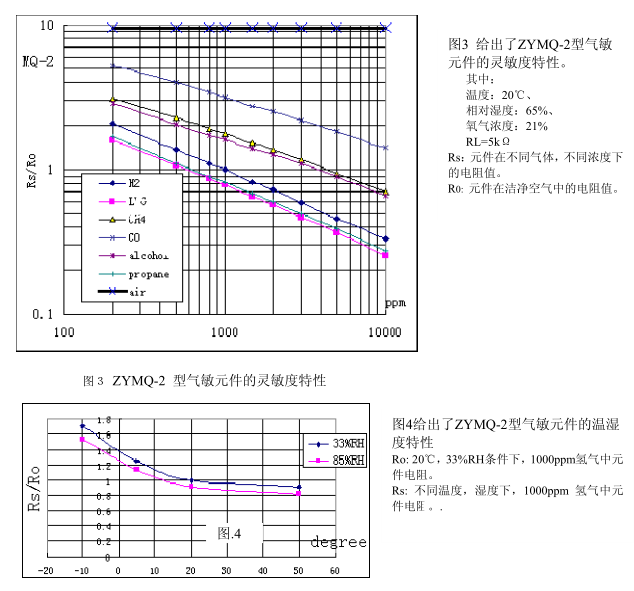 10
MQ-2
Rs/Ro
1
H2
LPG
CH4
CO
alcohol
propane
air
0.1
ppm
100
1000
10000
图3 给出了ZYMQ-2型气敏
元件的灵敏度特性。
其中:
温度: 20℃、
相对湿度: 65%、
氧气浓度: 21%
RL=5kΩ
Rs: 元件在不同气体, 不同浓度下
的电阻值。
R0: 元件在洁净空气中的电阻值。
图 3 ZYMQ-2 型气敏元件的灵敏度特性
1.8
1.6
1.4
1.2
1
0.8
0.6
0.4
0.2
0
Rs/Ro
33%RH
85%RH
图.4
degree
-20
-10
0
10
20
30
40
50
60
图4给出了ZYMQ-2型气敏元件的温湿
度特性
Ro: 20℃, 33%RH条件下, 1000ppm氢气中元
件电阻。
Rs: 不同温度, 湿度下, 1000ppm 氢气中元
件电阻。.